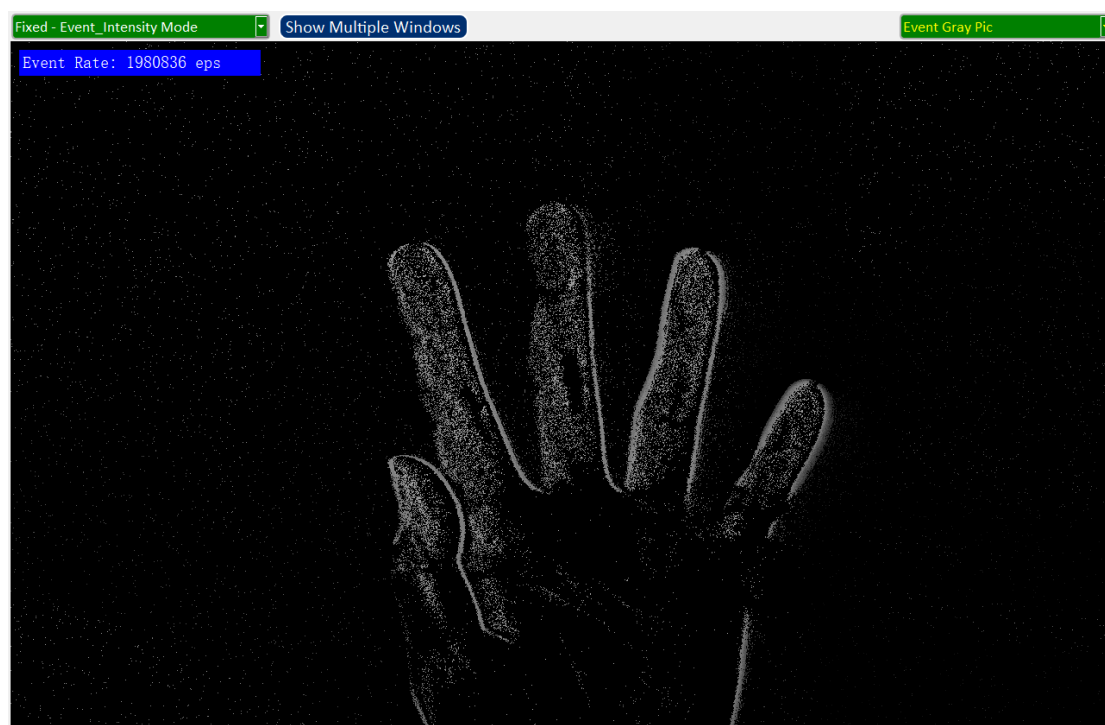 Fixed - Event_Intensity Mode
Show Multiple Windows
Event Gray Pic
Event Rate: 1980836 eps